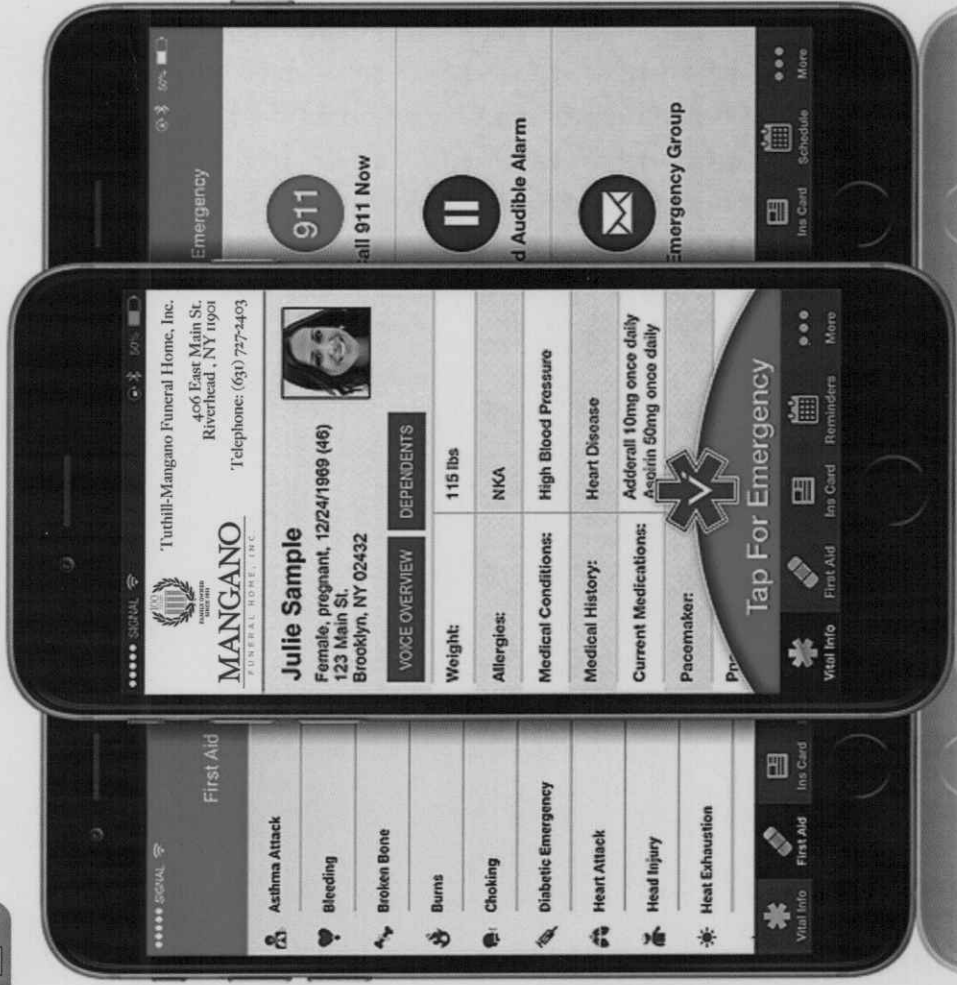 SIGNAL
First Aid
Asthma Attack
Bleeding
Broken Bone
Burns
Choking
Diabetic Emergency
Heart Attack
Head Injury
Heat Exhaustion
Vital Info
First Aid
Ins Card
SIGNAL
50%
MANGANO
FUNERAL HOME, INC.
100
FAMILY OWNED
Tuthill-Mangano Funeral Home, Inc.
406 East Main St.
Riverhead , NY 11901
Telephone: (631) 727-2403
Julie Sample
Female, pregnant, 12/24/1969 (46)
123 Main St.
Brooklyn, NY 02432
VOICE OVERVIEW DEPENDENTS
Weight: 115 lbs
Allergies: NKA
Medical Conditions: High Blood Pressure
Medical History: Heart Disease
Current Medications: Adderall 10mg once daily
Aspirin 50mg once daily
Pacemaker:
V
Tap For Emergency
Vital Info
First Aid
Ins Card
Reminders
More
50%
Emergency
911
all 911 Now
d Audible Alarm
Emergency Group
Ins Card
Schedule
More